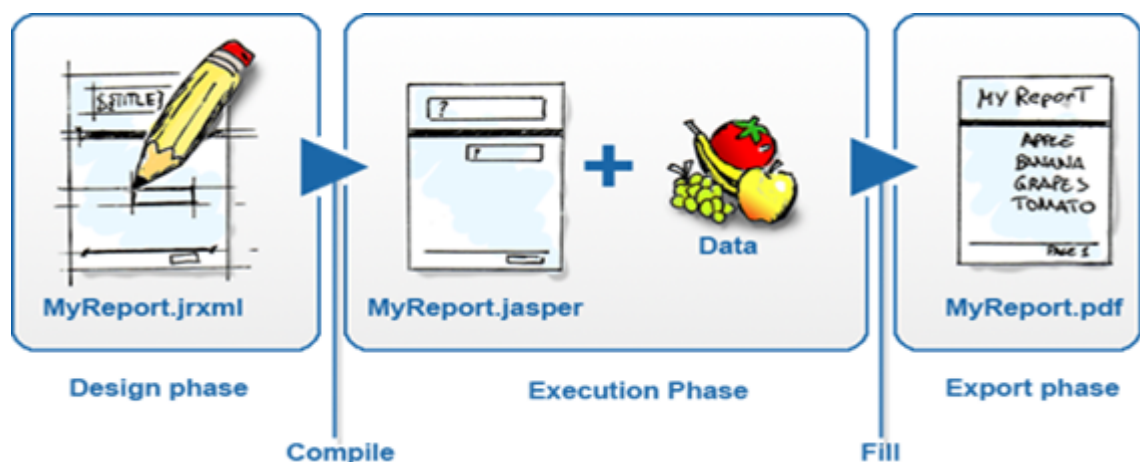 ${TITLE}
?
?
+
MY REPORT
APPLE
BANANA
GRAPES
TOMATO
PAGE 1
Data
MyReport.jrxml
MyReport.jasper
MyReport.pdf
Design phase
Execution Phase
Export phase
Compile
Fill